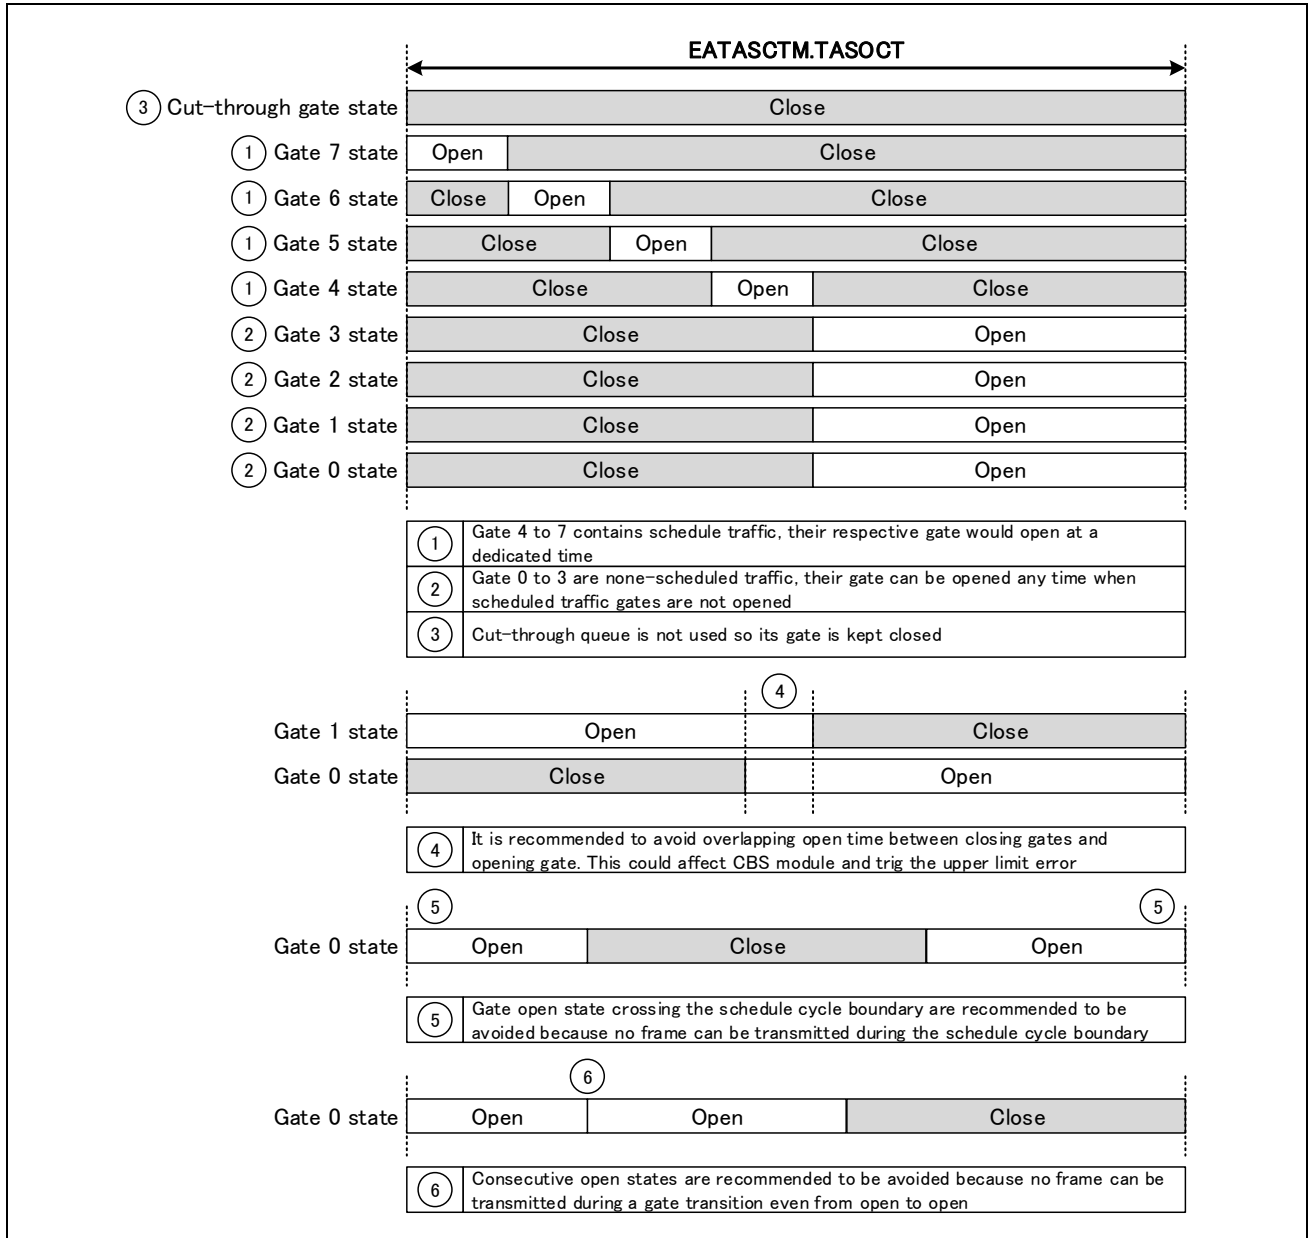 EATASCTM.TASOCT
3 Cut-through gate state Close
1 Gate 7 state Open Close
1 Gate 6 state Close Open Close
1 Gate 5 state Close Open Close
1 Gate 4 state Close Open Close
2 Gate 3 state Close Open
2 Gate 2 state Close Open
2 Gate 1 state Close Open
2 Gate 0 state Close Open
1 Gate 4 to 7 contains schedule traffic, their respective gate would open at a
dedicated time
2 Gate 0 to 3 are none-scheduled traffic, their gate can be opened any time when
scheduled traffic gates are not opened
3 Cut-through queue is not used so its gate is kept closed
4
Gate 1 state Open Close
Gate 0 state Close Open
4 It is recommended to avoid overlapping open time between closing gates and
opening gate. This could affect CBS module and trig the upper limit error
5 5
Gate 0 state Open Close Open
5 Gate open state crossing the schedule cycle boundary are recommended to be
avoided because no frame can be transmitted during the schedule cycle boundary
6
Gate 0 state Open Open Close
6 Consecutive open states are recommended to be avoided because no frame can be
transmitted during a gate transition even from open to open